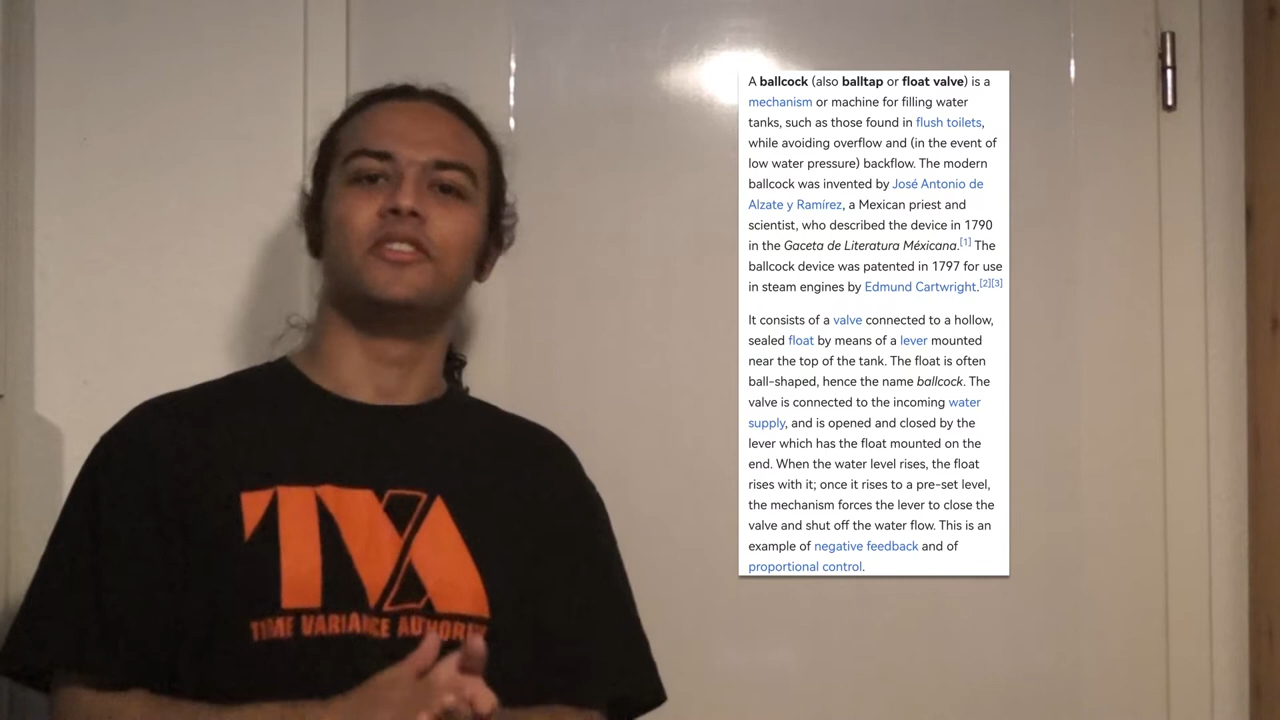 A ballcock (also balltap or float valve) is a
mechanism or machine for filling water
tanks, such as those found in flush toilets,
while avoiding overflow and (in the event of
low water pressure) backflow. The modern
ballcock was invented by José Antonio de
Alzate y Ramírez, a Mexican priest and
scientist, who described the device in 1790
in the Gaceta de Literatura Méxicana.[1] The
ballcock device was patented in 1797 for use
in steam engines by Edmund Cartwright.[2][3]
It consists of a valve connected to a hollow,
sealed float by means of a lever mounted
near the top of the tank. The float is often
ball-shaped, hence the name ballcock. The
valve is connected to the incoming water
supply, and is opened and closed by the
lever which has the float mounted on the
end. When the water level rises, the float
rises with it; once it rises to a pre-set level,
the mechanism forces the lever to close the
valve and shut off the water flow. This is an
example of negative feedback and of
proportional control.
TVA
TIME VARIANCE AUTHORITY